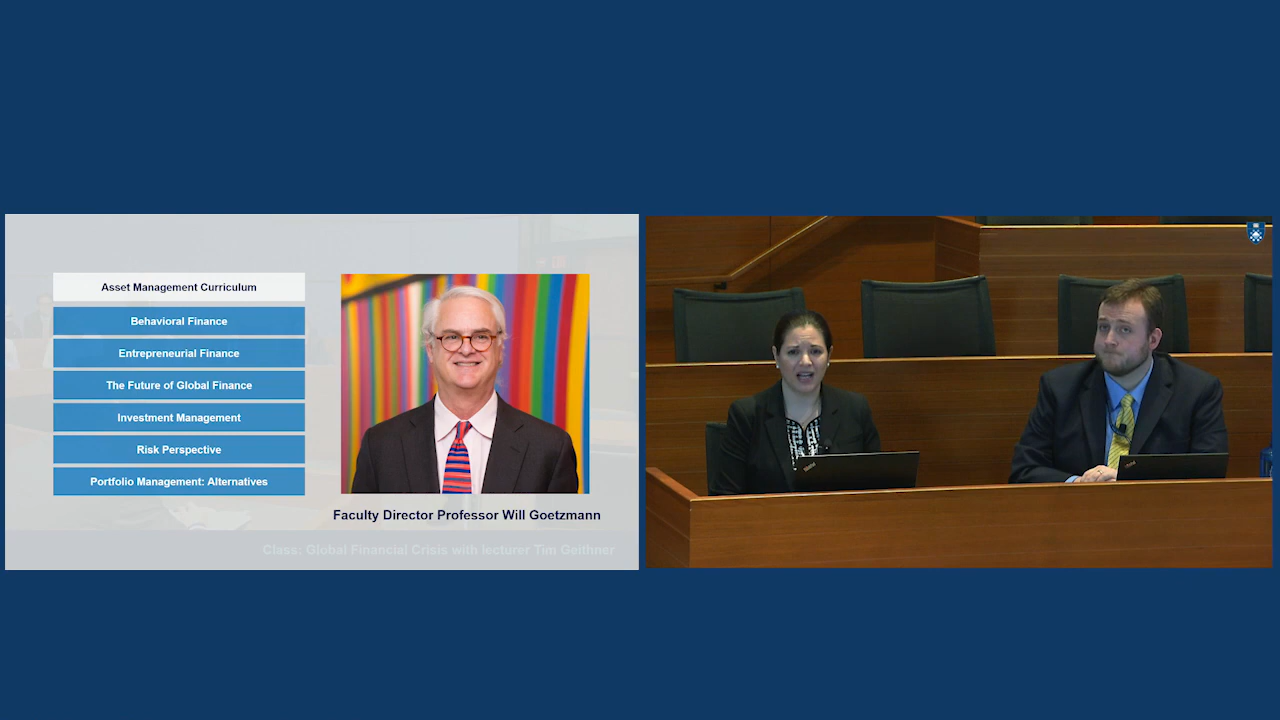 Asset Management Curriculum
Behavioral Finance
Entrepreneurial Finance
The Future of Global Finance
Investment Management
Risk Perspective
Portfolio Management: Alternatives
Faculty Director Professor Will Goetzmann
Class: Global Financial Crisis with lecturer Tim Geithner